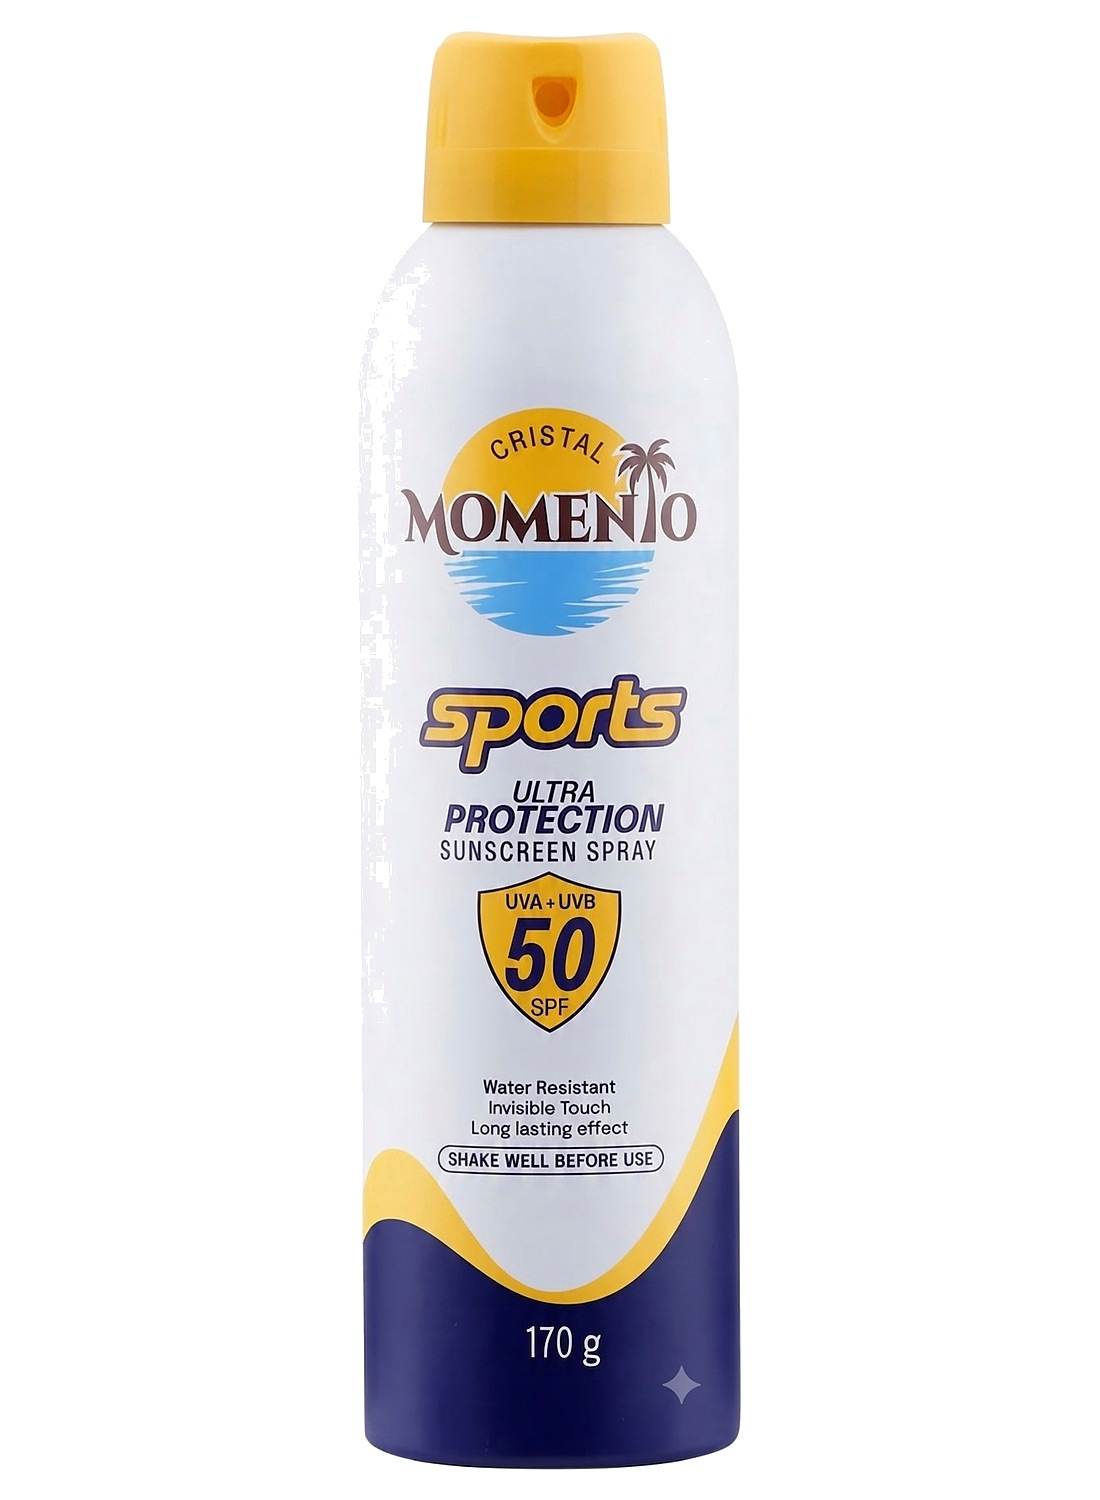 CRISTAL
MOMENTO
sports
ULTRA
PROTECTION
SUNSCREEN SPRAY
UVA + UVB
50
SPF
Water Resistant
Invisible Touch
Long lasting effect
SHAKE WELL BEFORE USE
170 g